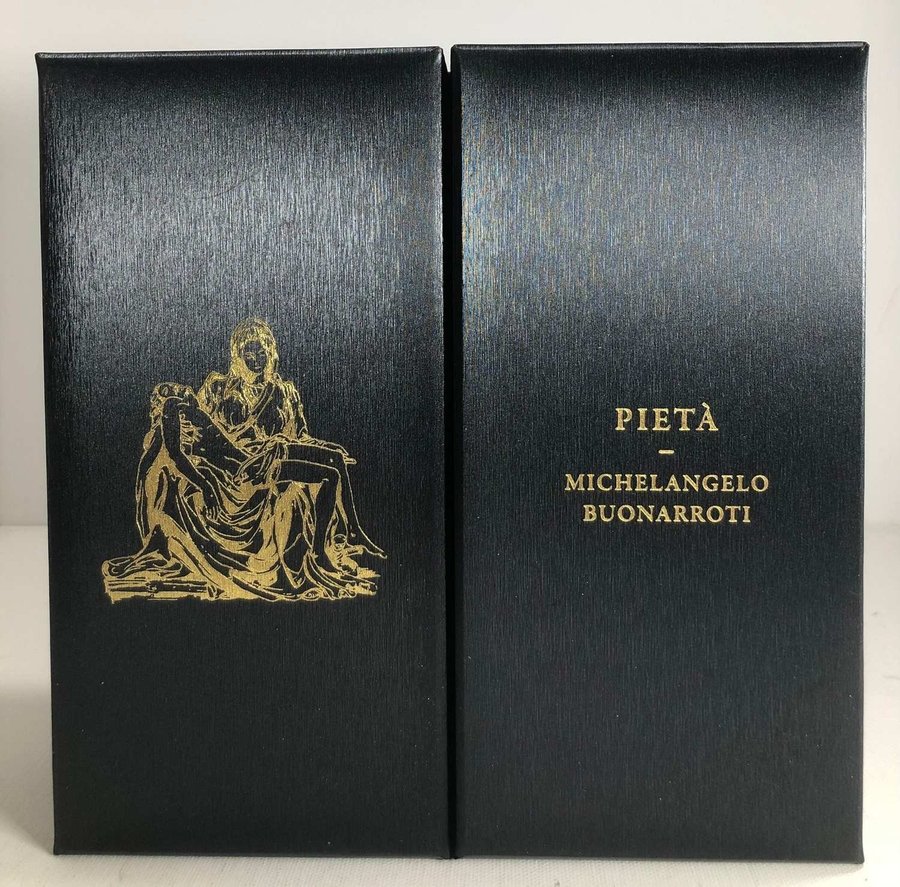 PIETÀ
–
MICHELANGELO
BUONARROTI